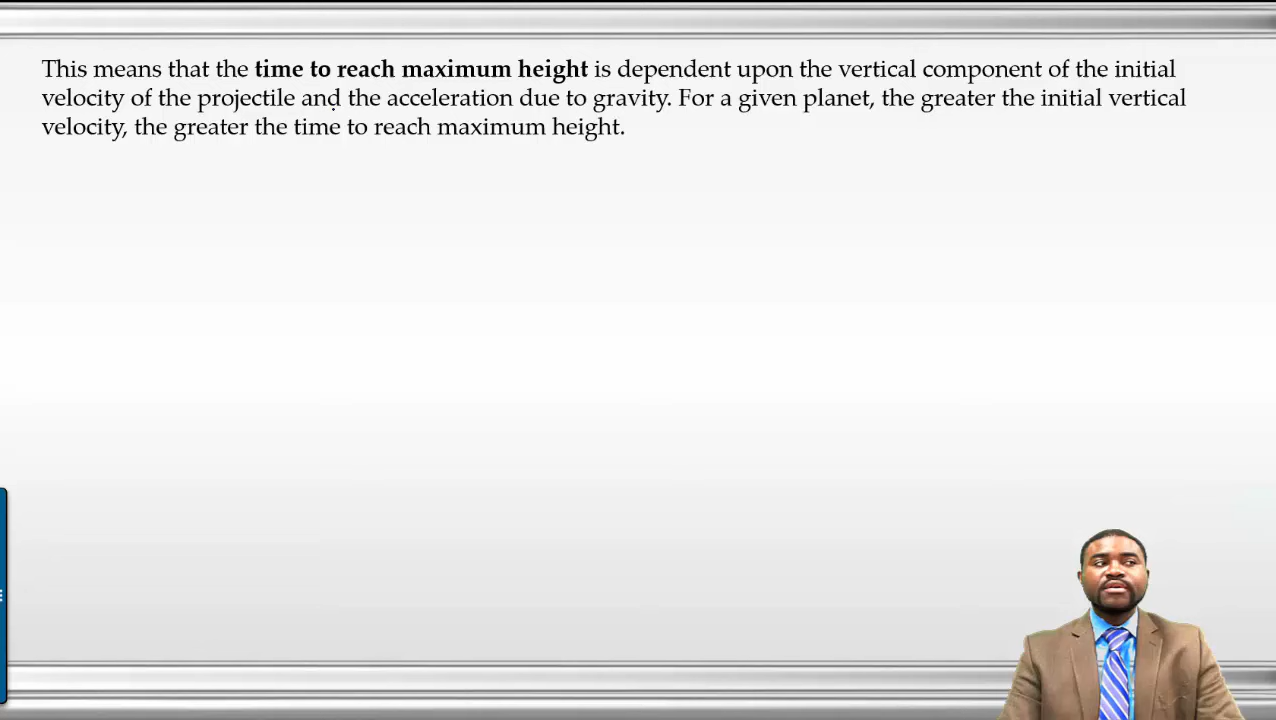 This means that the time to reach maximum height is dependent upon the vertical component of the initial
velocity of the projectile and the acceleration due to gravity. For a given planet, the greater the initial vertical
velocity, the greater the time to reach maximum height.